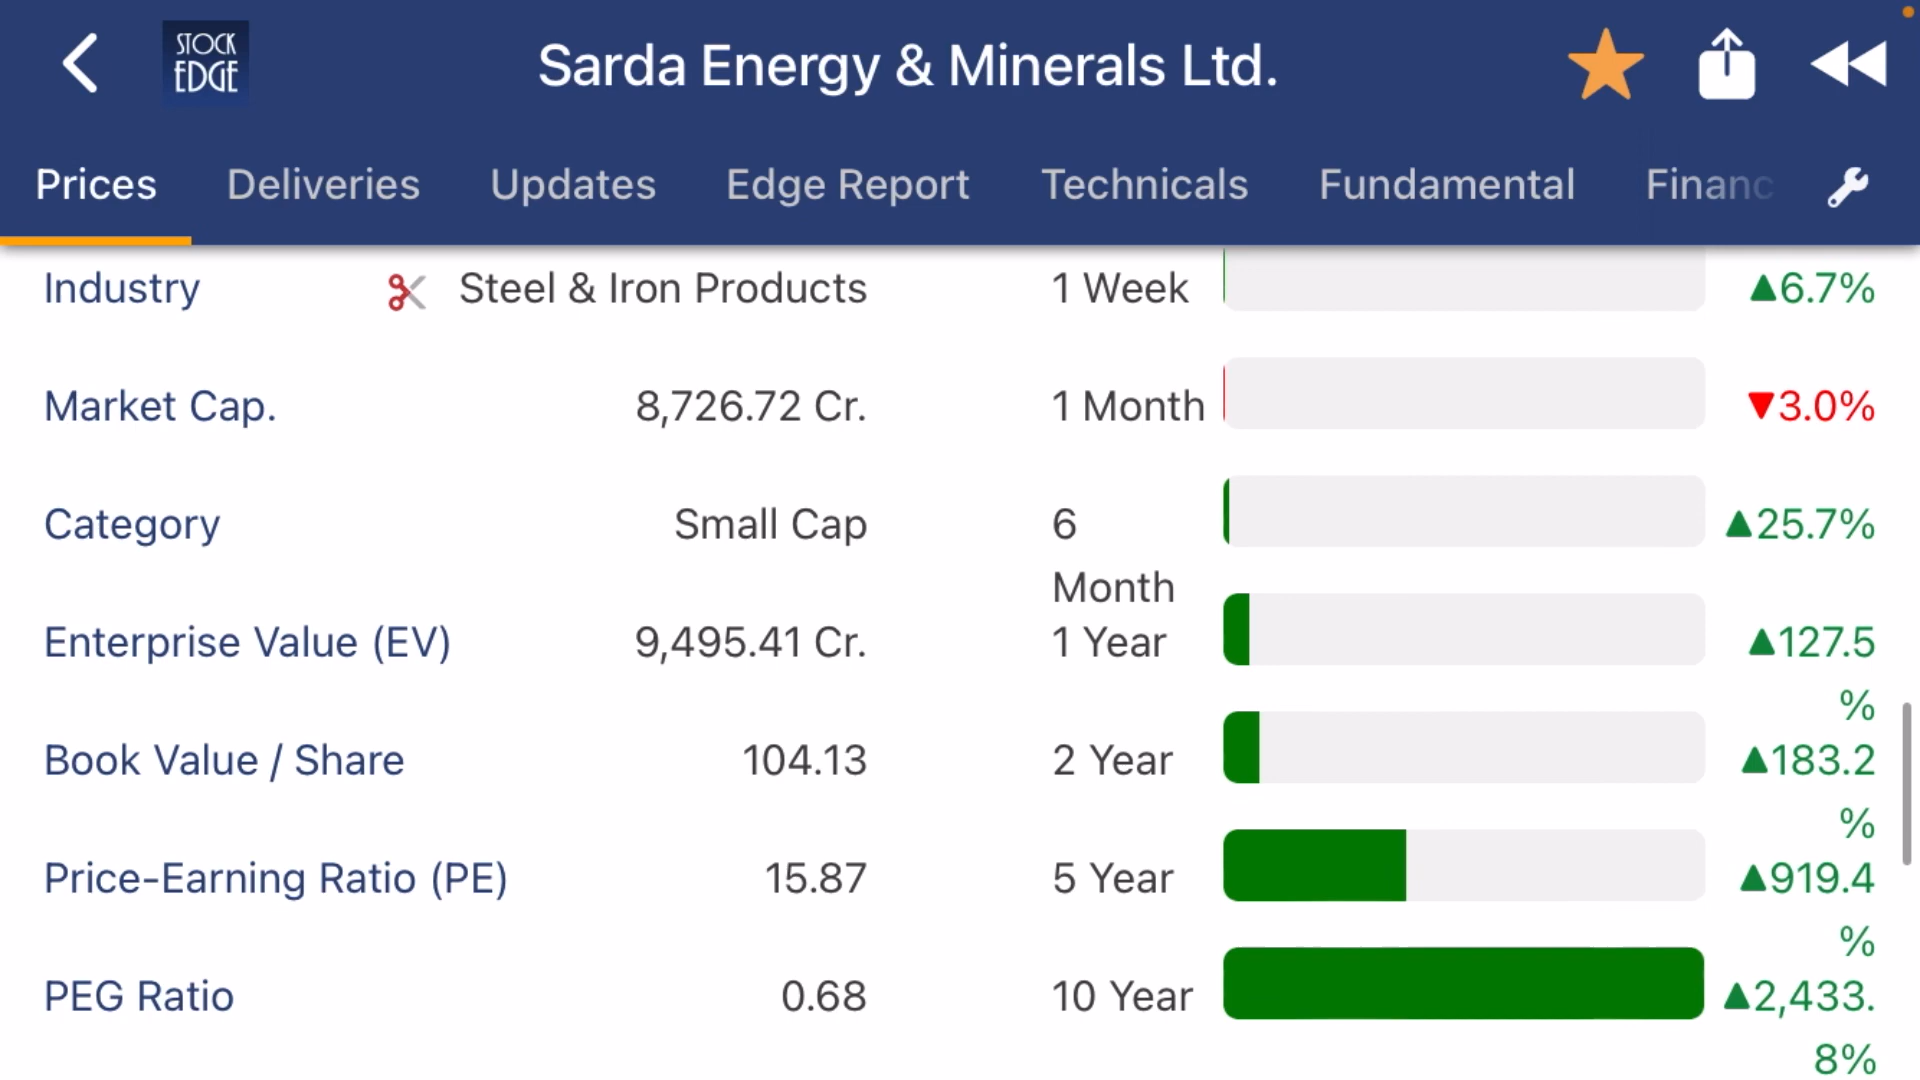 STOCK
EDGE
Sarda Energy & Minerals Ltd.
Prices Deliveries Updates Edge Report Technicals Fundamental Financ
Industry Steel & Iron Products 1 Week ▲6.7%
Market Cap. 8,726.72 Cr. 1 Month ▼3.0%
Category Small Cap 6 ▲25.7%
Month
Enterprise Value (EV) 9,495.41 Cr. 1 Year ▲127.5
%
Book Value / Share 104.13 2 Year ▲183.2
%
Price-Earning Ratio (PE) 15.87 5 Year ▲919.4
%
PEG Ratio 0.68 10 Year ▲2,433.
8%